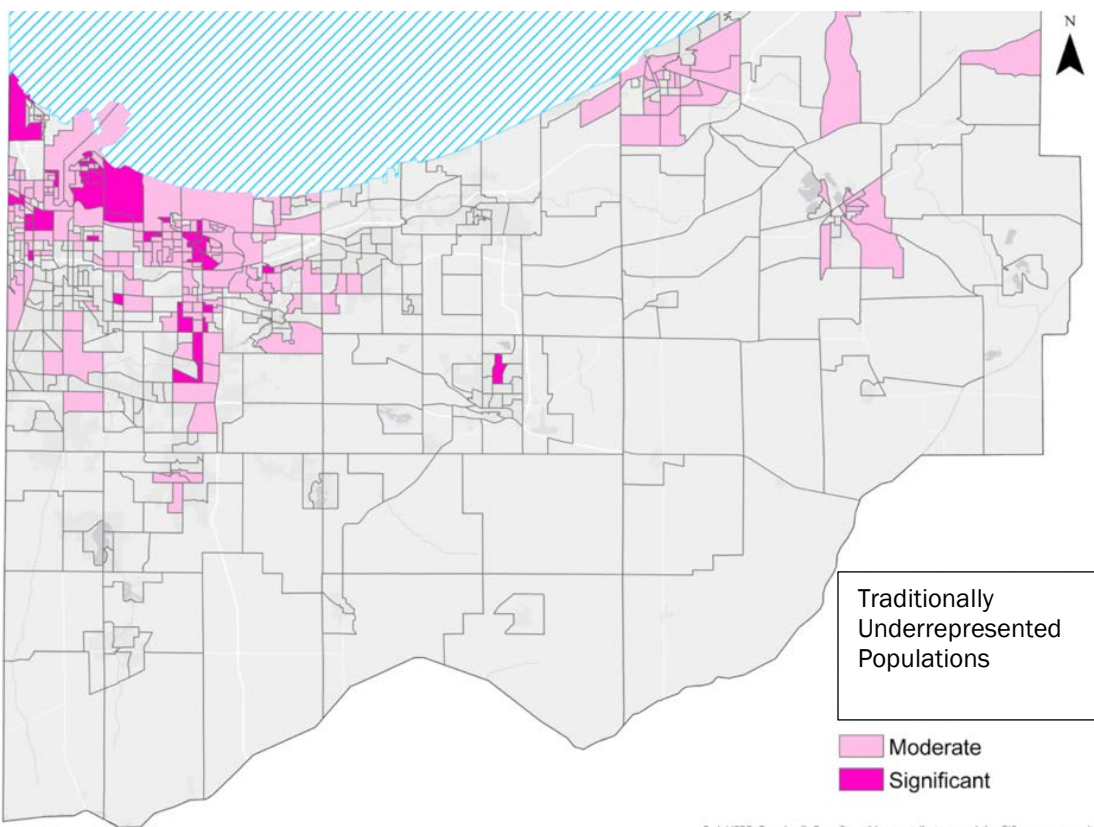 N
Traditionally
Underrepresented
Populations
Moderate
Significant